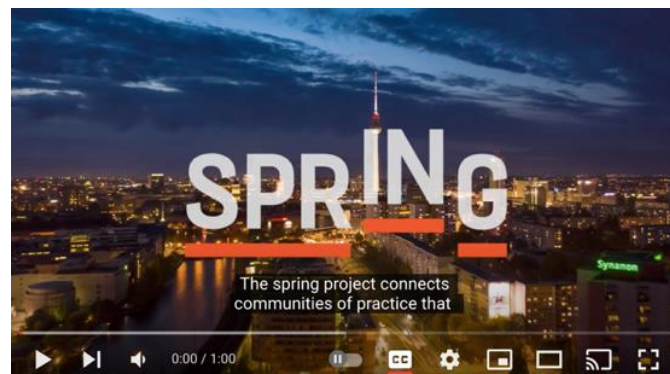 SPRING
Synanon
The spring project connects
communities of practice that
0:00 / 1:00
CC